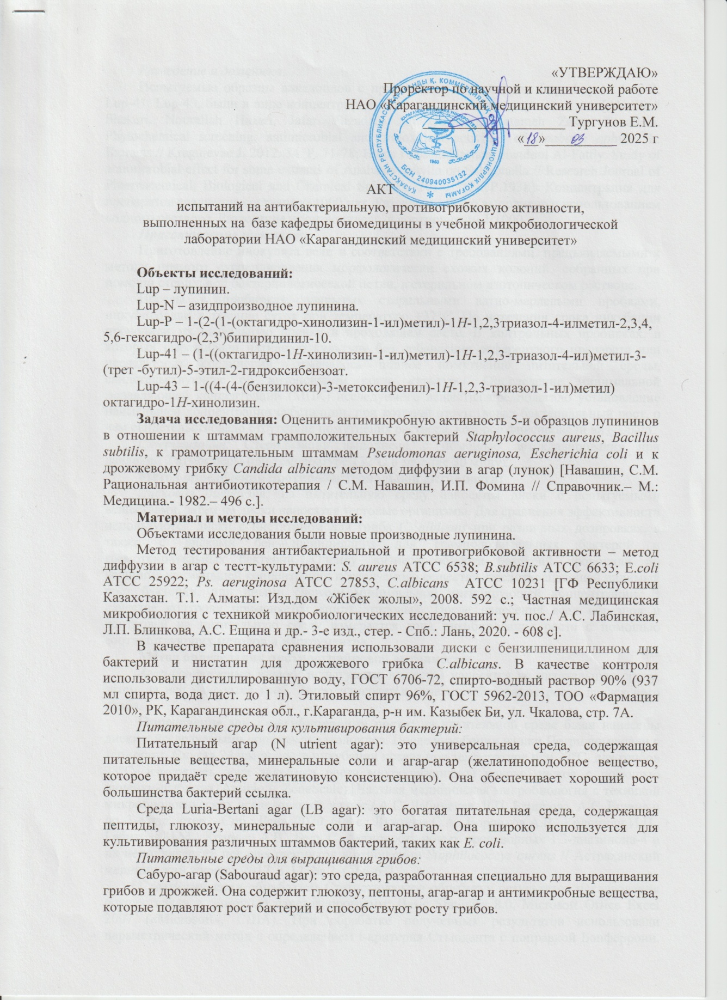 «УТВЕРЖДАЮ»
Проректор по научной и клинической работе
НАО «Карагандинский медицинский университет»
____________________ Тургунов Е.М.
«18»__03______ 2025 г
ҚАЗАҚСТАН РЕСПУБЛИКАСЫ ҚАРАҒАНДЫ Қ. КОММЕРЦИЯЛЫҚ ЕМЕС АКЦИОНЕРЛІК ҚОҒАМЫ
ҚАРАҒАНДЫ МЕДИЦИНА УНИВЕРСИТЕТІ
1950
БСН 240940035132
АКТ
испытаний на антибактериальную, противогрибковую активности,
выполненных на базе кафедры биомедицины в учебной микробиологической
лаборатории НАО «Карагандинский медицинский университет»
Объекты исследований:
Lup – лупинин.
Lup-N – азидпроизводное лупинина.
Lup-P – 1-(2-(1-(октагидро-хинолизин-1-ил)метил)-1H-1,2,3триазол-4-илметил-2,3,4,
5,6-гексагидро-(2,3')бипиридинил-10.
Lup-41 – (1-((октагидро-1H-хинолизин-1-ил)метил)-1H-1,2,3-триазол-4-ил)метил-3-
(трет -бутил)-5-этил-2-гидроксибензоат.
Lup-43 – 1-((4-(4-(бензилокси)-3-метоксифенил)-1H-1,2,3-триазол-1-ил)метил)
октагидро-1H-хинолизин.
Задача исследования: Оценить антимикробную активность 5-и образцов лупининов
в отношении к штаммам грамположительных бактерий Staphylococcus aureus, Bacillus
subtilis, к грамотрицательным штаммам Pseudomonas aeruginosa, Escherichia coli и к
дрожжевому грибку Candida albicans методом диффузии в агар (лунок) [Навашин, С.М.
Рациональная антибиотикотерапия / С.М. Навашин, И.П. Фомина // Справочник.– М.:
Медицина.- 1982.– 496 с.].
Материал и методы исследований:
Объектами исследования были новые производные лупинина.
Метод тестирования антибактериальной и противогрибковой активности – метод
диффузии в агар с тестт-культурами: S. aureus АТСС 6538; B.subtilis АТСС 6633; E.coli
АТСС 25922; Ps. aeruginosa АТСС 27853, C.albicans АТСС 10231 [ГФ Республики
Казахстан. Т.1. Алматы: Изд.дом «Жібек жолы», 2008. 592 с.; Частная медицинская
микробиология с техникой микробиологических исследований: уч. пос./ А.С. Лабинская,
Л.П. Блинкова, А.С. Ещина и др.- 3-е изд., стер. - Спб.: Лань, 2020. - 608 с].
В качестве препарата сравнения использовали диски с бензилпенициллином для
бактерий и нистатин для дрожжевого грибка C.albicans. В качестве контроля
использовали дистиллированную воду, ГОСТ 6706-72, спирто-водный раствор 90% (937
мл спирта, вода дист. до 1 л). Этиловый спирт 96%, ГОСТ 5962-2013, ТОО «Фармация
2010», РК, Карагандинская обл., г.Караганда, р-н им. Казыбек Би, ул. Чкалова, стр. 7А.
Питательные среды для культивирования бактерий:
Питательный агар (N utrient agar): это универсальная среда, содержащая
питательные вещества, минеральные соли и агар-агар (желатиноподобное вещество,
которое придаёт среде желатиновую консистенцию). Она обеспечивает хороший рост
большинства бактерий ссылка.
Среда Luria-Bertani agar (LB agar): это богатая питательная среда, содержащая
пептиды, глюкозу, минеральные соли и агар-агар. Она широко используется для
культивирования различных штаммов бактерий, таких как E. coli.
Питательные среды для выращивания грибов:
Сабуро-агар (Sabouraud agar): это среда, разработанная специально для выращивания
грибов и дрожжей. Она содержит глюкозу, пептоны, агар-агар и антимикробные вещества,
которые подавляют рост бактерий и способствуют росту грибов.